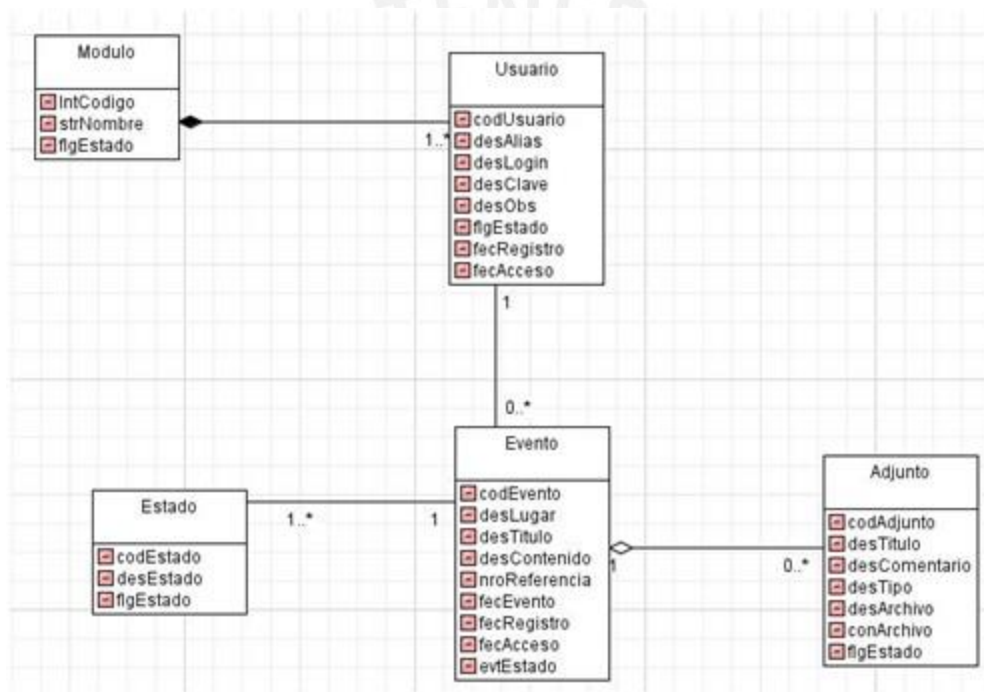 Modulo
IntCodigo
strNombre
flgEstado
1..*
Usuario
codUsuario
desAlias
desLogin
desClave
desObs
flgEstado
fecRegistro
fecAcceso
1
0..*
Evento
codEvento
desLugar
desTitulo
desContenido
nroReferencia
fecEvento
fecRegistro
fecAcceso
evtEstado
Estado
codEstado
desEstado
flgEstado
1..*
1
1
0..*
Adjunto
codAdjunto
desTitulo
desComentario
desTipo
desArchivo
conArchivo
flgEstado